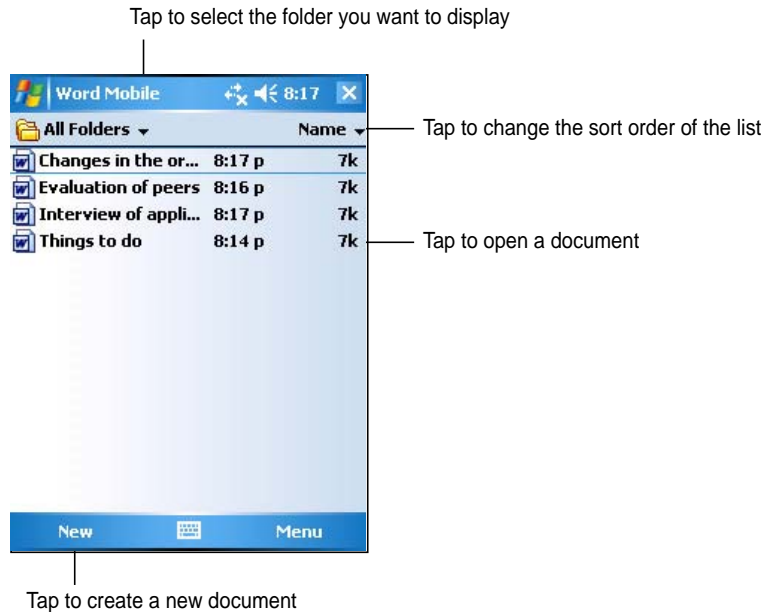 Tap to select the folder you want to display
Word Mobile 8:17
All Folders Name
Tap to change the sort order of the list
Changes in the or... 8:17 p 7k
Evaluation of peers 8:16 p 7k
Interview of appli... 8:17 p 7k
Things to do 8:14 p 7k
Tap to open a document
New Menu
Tap to create a new document